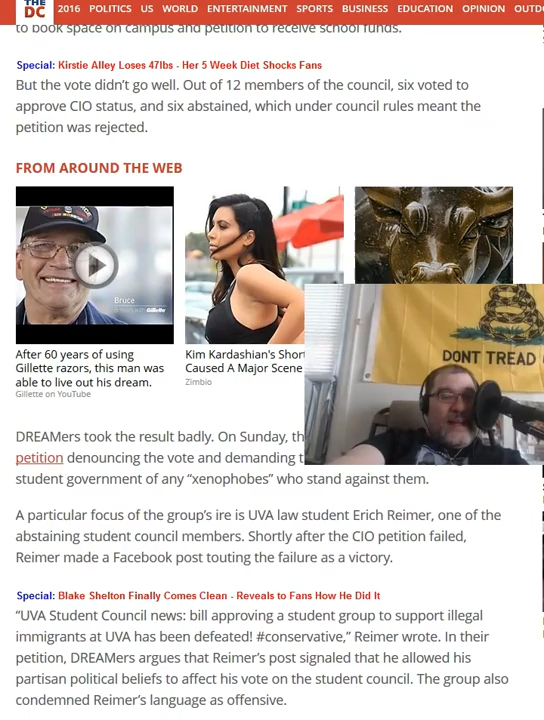 THE
DC
2016 POLITICS US WORLD ENTERTAINMENT SPORTS BUSINESS EDUCATION OPINION OUTDO
to book space on campus and petition to receive school funds.
Special: Kirstie Alley Loses 47lbs - Her 5 Week Diet Shocks Fans
But the vote didn’t go well. Out of 12 members of the council, six voted to
approve CIO status, and six abstained, which under council rules meant the
petition was rejected.
FROM AROUND THE WEB
Bruce
Gillette
After 60 years of using
Gillette razors, this man was
able to live out his dream.
Gillette on YouTube
Kim Kardashian's Short
Caused A Major Scene
Zimbio
DONT TREAD
DREAMers took the result badly. On Sunday, th
petition denouncing the vote and demanding t
student government of any “xenophobes” who stand against them.
A particular focus of the group’s ire is UVA law student Erich Reimer, one of the
abstaining student council members. Shortly after the CIO petition failed,
Reimer made a Facebook post touting the failure as a victory.
Special: Blake Shelton Finally Comes Clean - Reveals to Fans How He Did It
“UVA Student Council news: bill approving a student group to support illegal
immigrants at UVA has been defeated! #conservative,” Reimer wrote. In their
petition, DREAMers argues that Reimer’s post signaled that he allowed his
partisan political beliefs to affect his vote on the student council. The group also
condemned Reimer’s language as offensive.